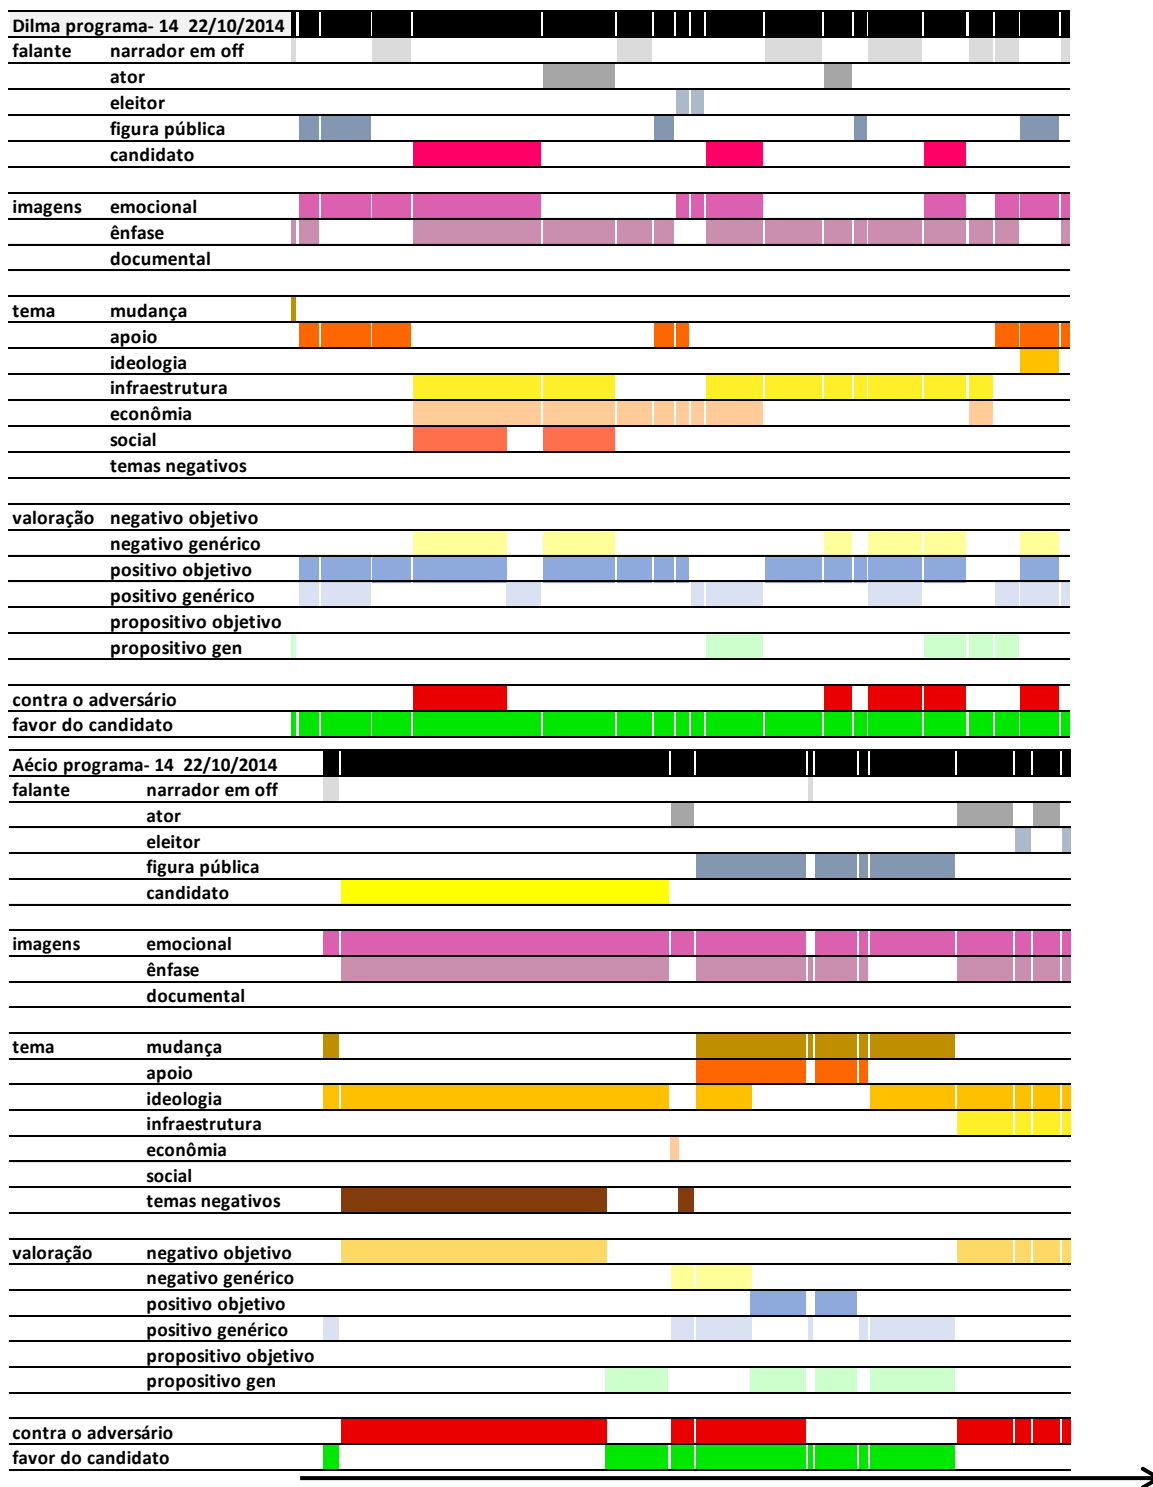 Dilma programa- 14 22/10/2014
falante narrador em off
ator
eleitor
figura pública
candidato
imagens emocional
ênfase
documental
tema mudança
apoio
ideologia
infraestrutura
econômia
social
temas negativos
valoração negativo objetivo
negativo genérico
positivo objetivo
positivo genérico
propositivo objetivo
propositivo gen
contra o adversário
favor do candidato
Aécio programa- 14 22/10/2014
falante narrador em off
ator
eleitor
figura pública
candidato
imagens emocional
ênfase
documental
tema mudança
apoio
ideologia
infraestrutura
econômia
social
temas negativos
valoração negativo objetivo
negativo genérico
positivo objetivo
positivo genérico
propositivo objetivo
propositivo gen
contra o adversário
favor do candidato